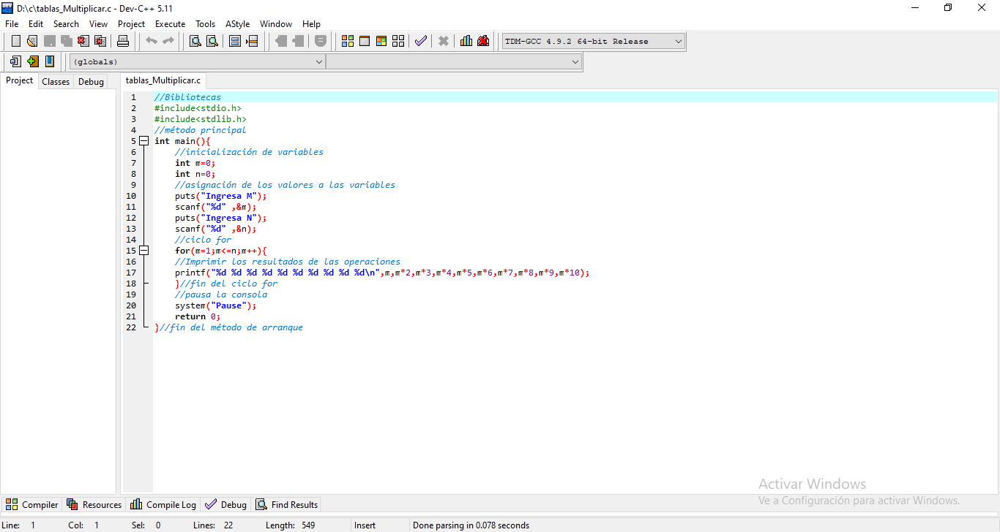 D:\c\tablas_Multiplicar.c - Dev-C++ 5.11
File Edit Search View Project Execute Tools AStyle Window Help
TDM-GCC 4.9.2 64-bit Release
(globals)
Project Classes Debug tablas_Multiplicar.c
1 //Bibliotecas
2 #include<stdio.h>
3 #include<stdlib.h>
4 //método principal
5 int main(){
6 //inicialización de variables
7 int m=0;
8 int n=0;
9 //asignación de los valores a las variables
10 puts("Ingresa M");
11 scanf("%d" ,&m);
12 puts("Ingresa N");
13 scanf("%d" ,&n);
14 //ciclo for
15 for(m=1;m<=n;m++){
16 //Imprimir los resultados de las operaciones
17 printf("%d %d %d %d %d %d %d %d %d %d\n",m,m*2,m*3,m*4,m*5,m*6,m*7,m*8,m*9,m*10);
18 }//fin del ciclo for
19 //pausa la consola
20 system("Pause");
21 return 0;
22 }//fin del método de arranque
Activar Windows
Ve a Configuración para activar Windows.
Compiler Resources Compile Log Debug Find Results
Line: 1 Col: 1 Sel: 0 Lines: 22 Length: 549 Insert Done parsing in 0.078 seconds